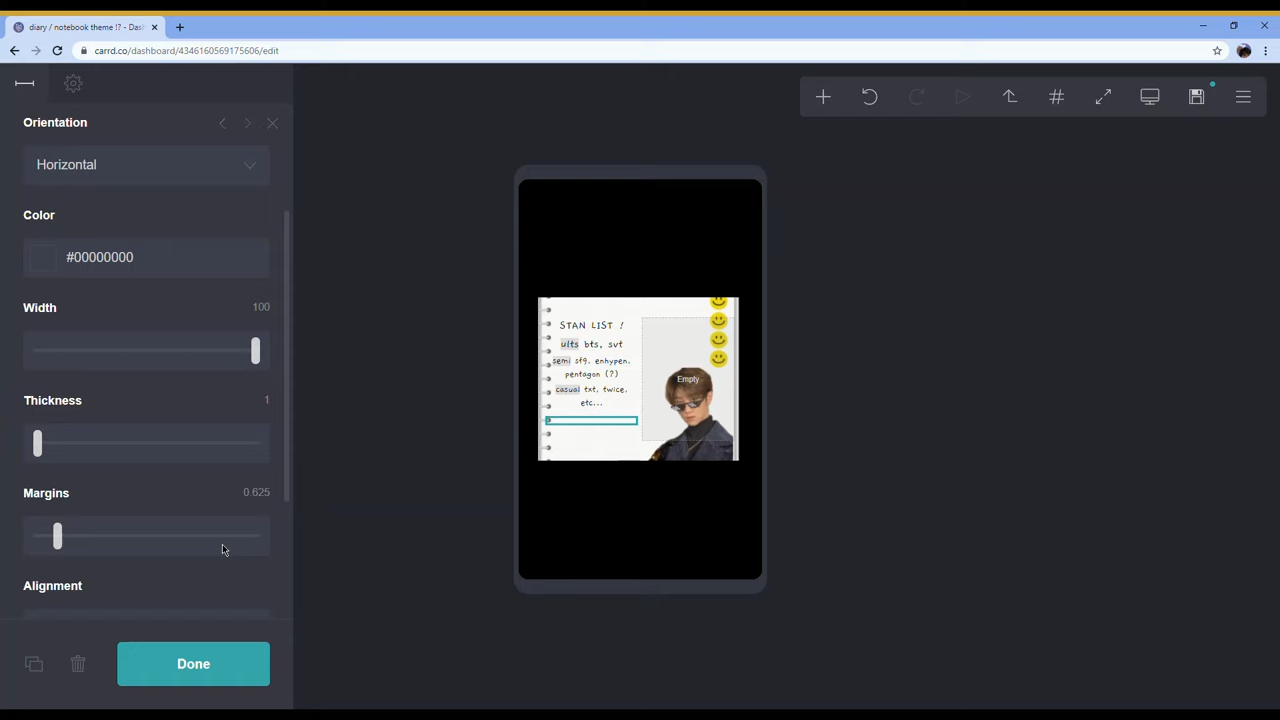 diary / notebook theme !? - Das
carrd.co/dashboard/4346160569175606/edit
Orientation
Horizontal
Color
#00000000
Width 100
Thickness 1
Margins 0.625
Alignment
Done
STAN LIST !
ults bts, svt
semi sf9, enhypen,
pentagon (?)
casual txt, twice,
etc...
Empty